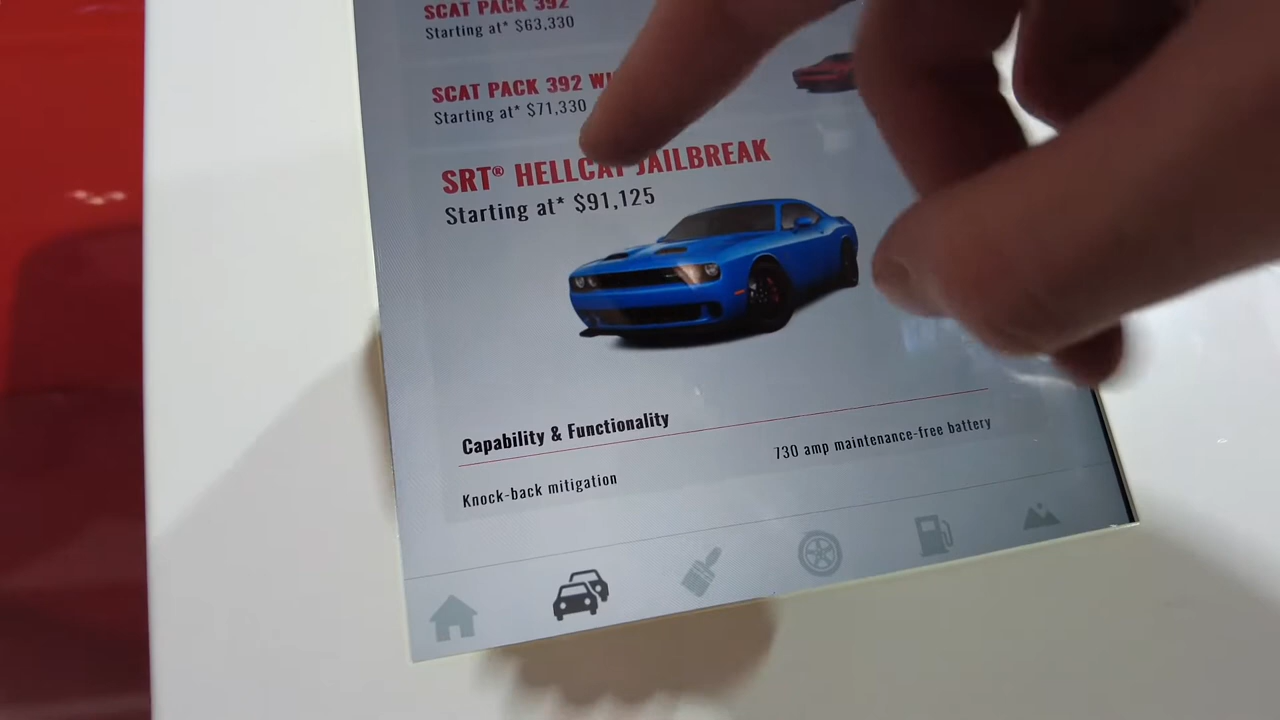 SCAT PACK 392
Starting at* $63,330
SCAT PACK 392
Starting at* $71,330
SRT® HELLCAT JAILBREAK
Starting at* $91,125
Capability & Functionality
Knock-back mitigation
730 amp maintenance-free battery